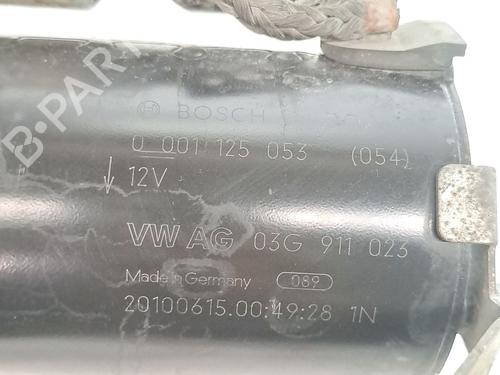 BOSCH
0 001 125 053 (054)
12V
VW AG 03G 911 023
Made in Germany 089
20100615.00:49:28 1N
B-PARTS